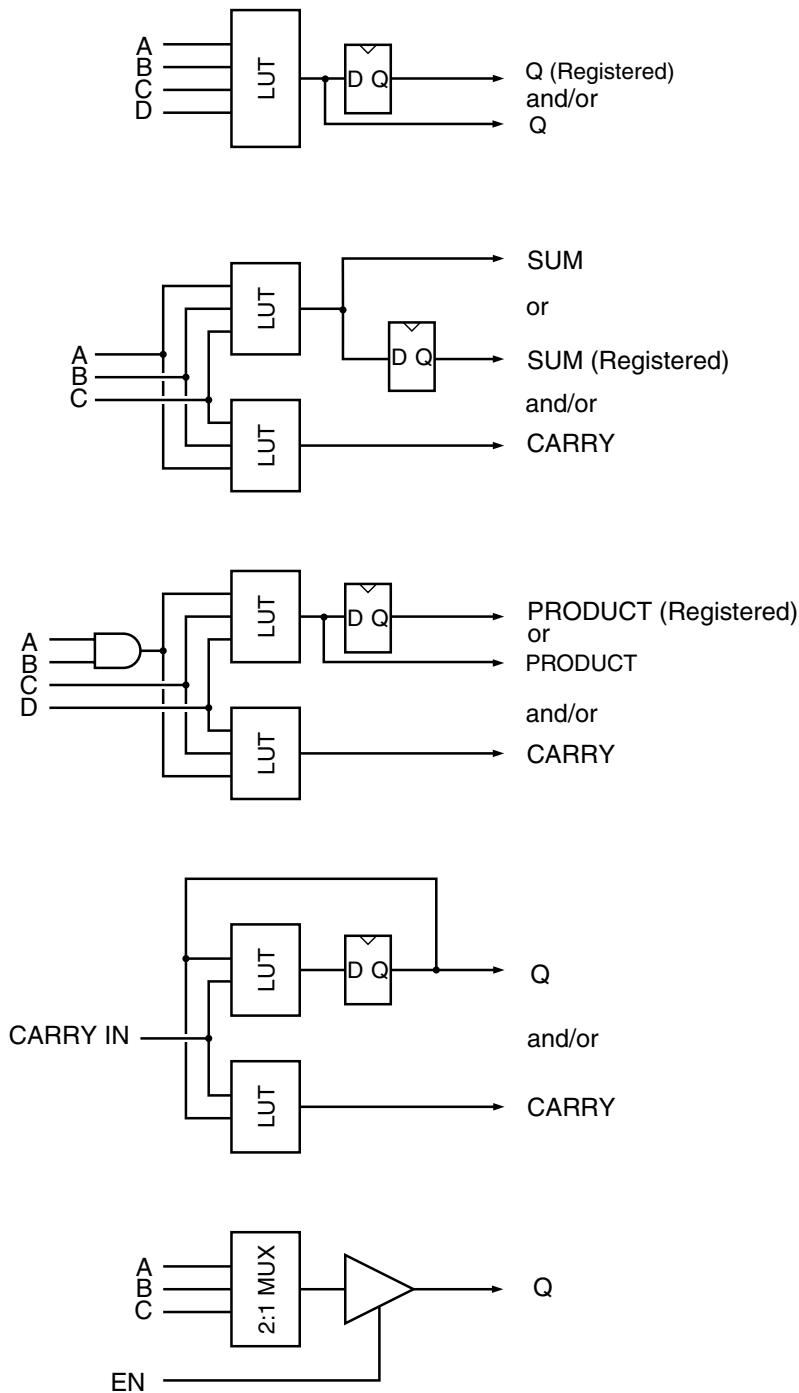 A
B
C
D
LUT
D Q
Q (Registered)
and/or
Q
A
B
C
LUT
LUT
D Q
SUM
or
SUM (Registered)
and/or
CARRY
A
B
C
D
LUT
LUT
D Q
PRODUCT (Registered)
or
PRODUCT
and/or
CARRY
CARRY IN
LUT
LUT
D Q
Q
and/or
CARRY
A
B
C
2:1 MUX
Q
EN